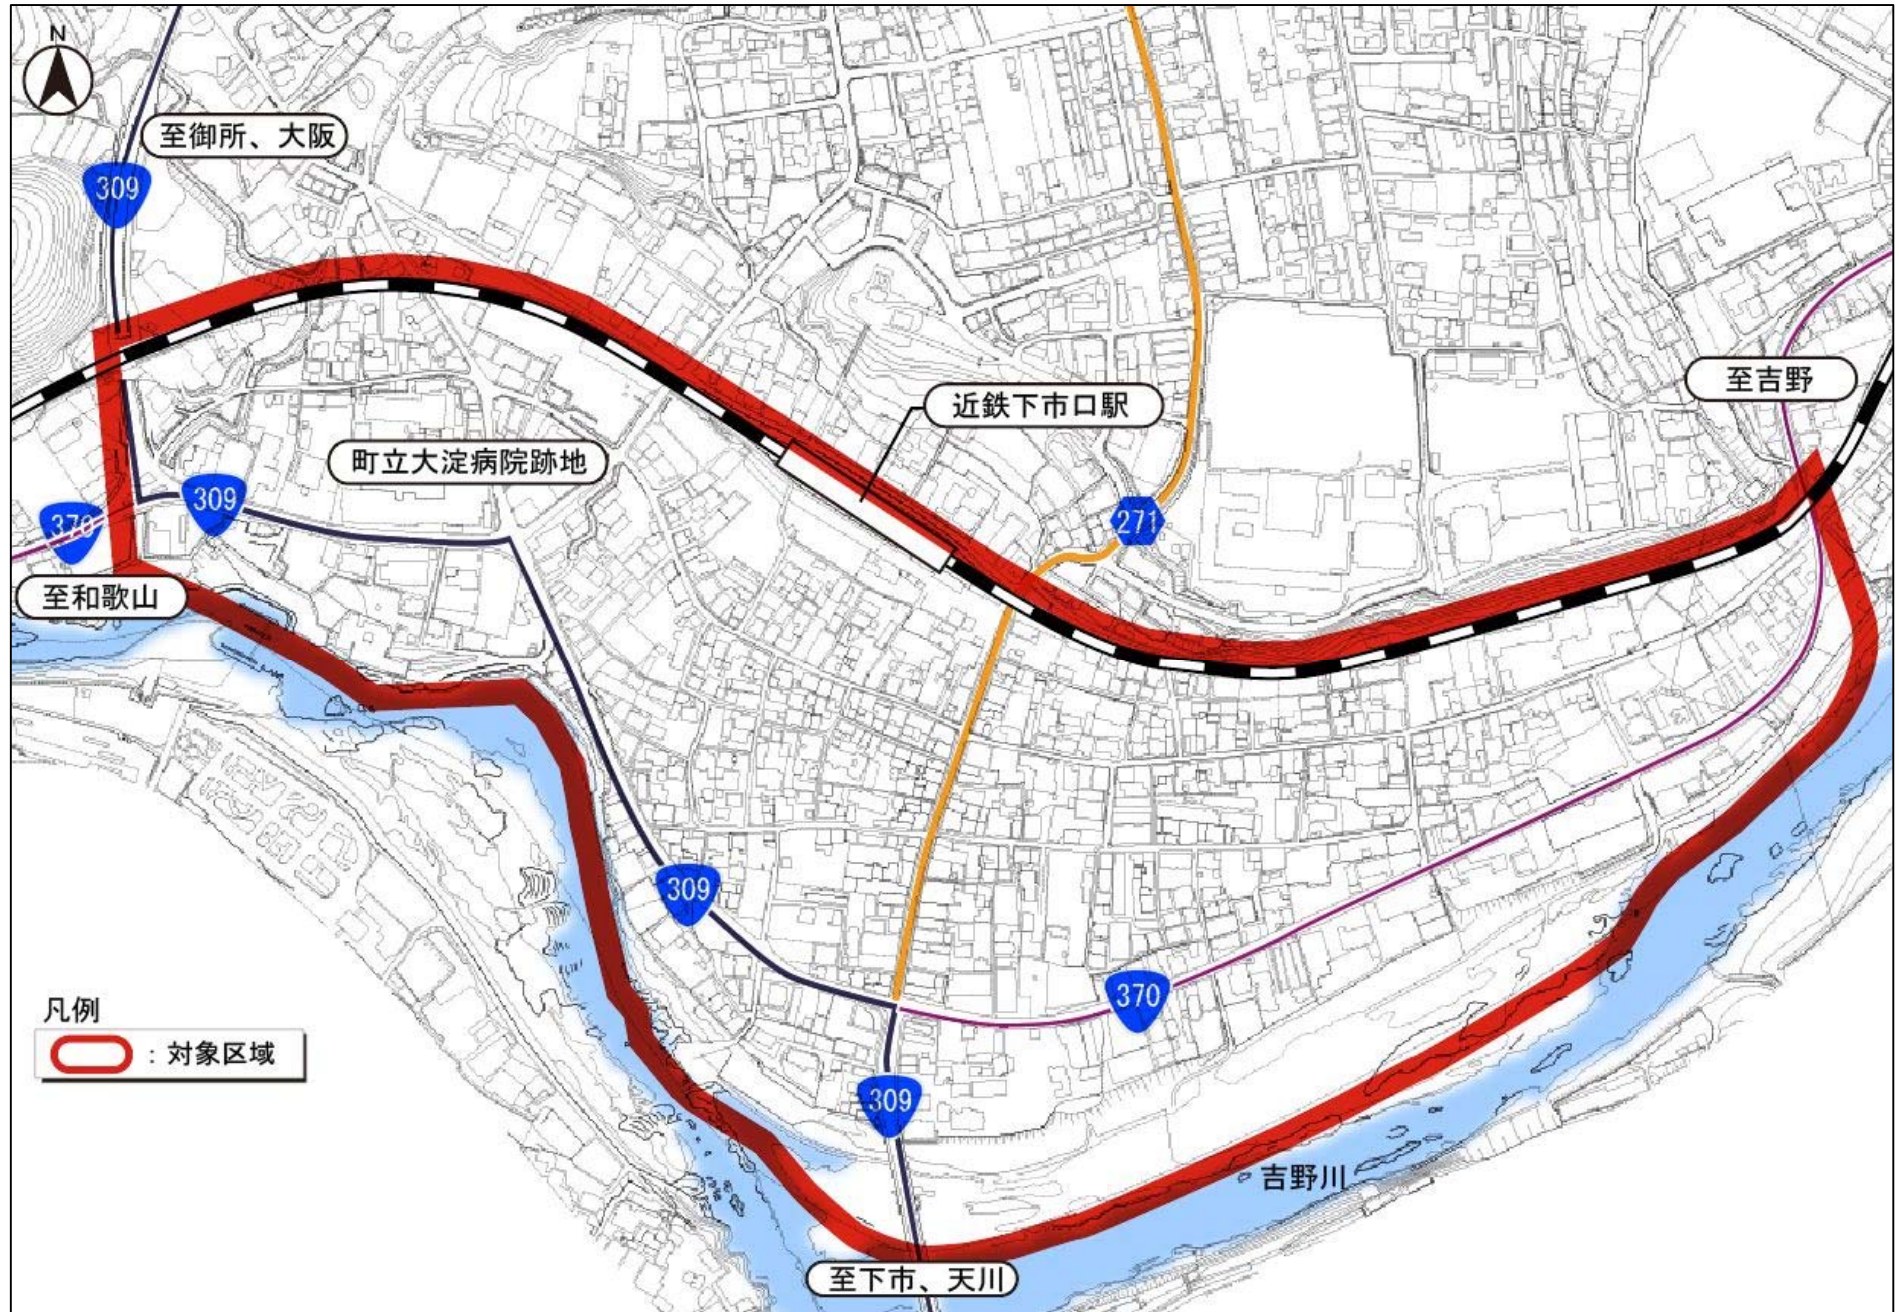 N
至御所、大阪
309
至吉野
近鉄下市口駅
町立大淀病院跡地
309
271
370
至和歌山
309
370
凡例
：対象区域
309
吉野川
至下市、天川